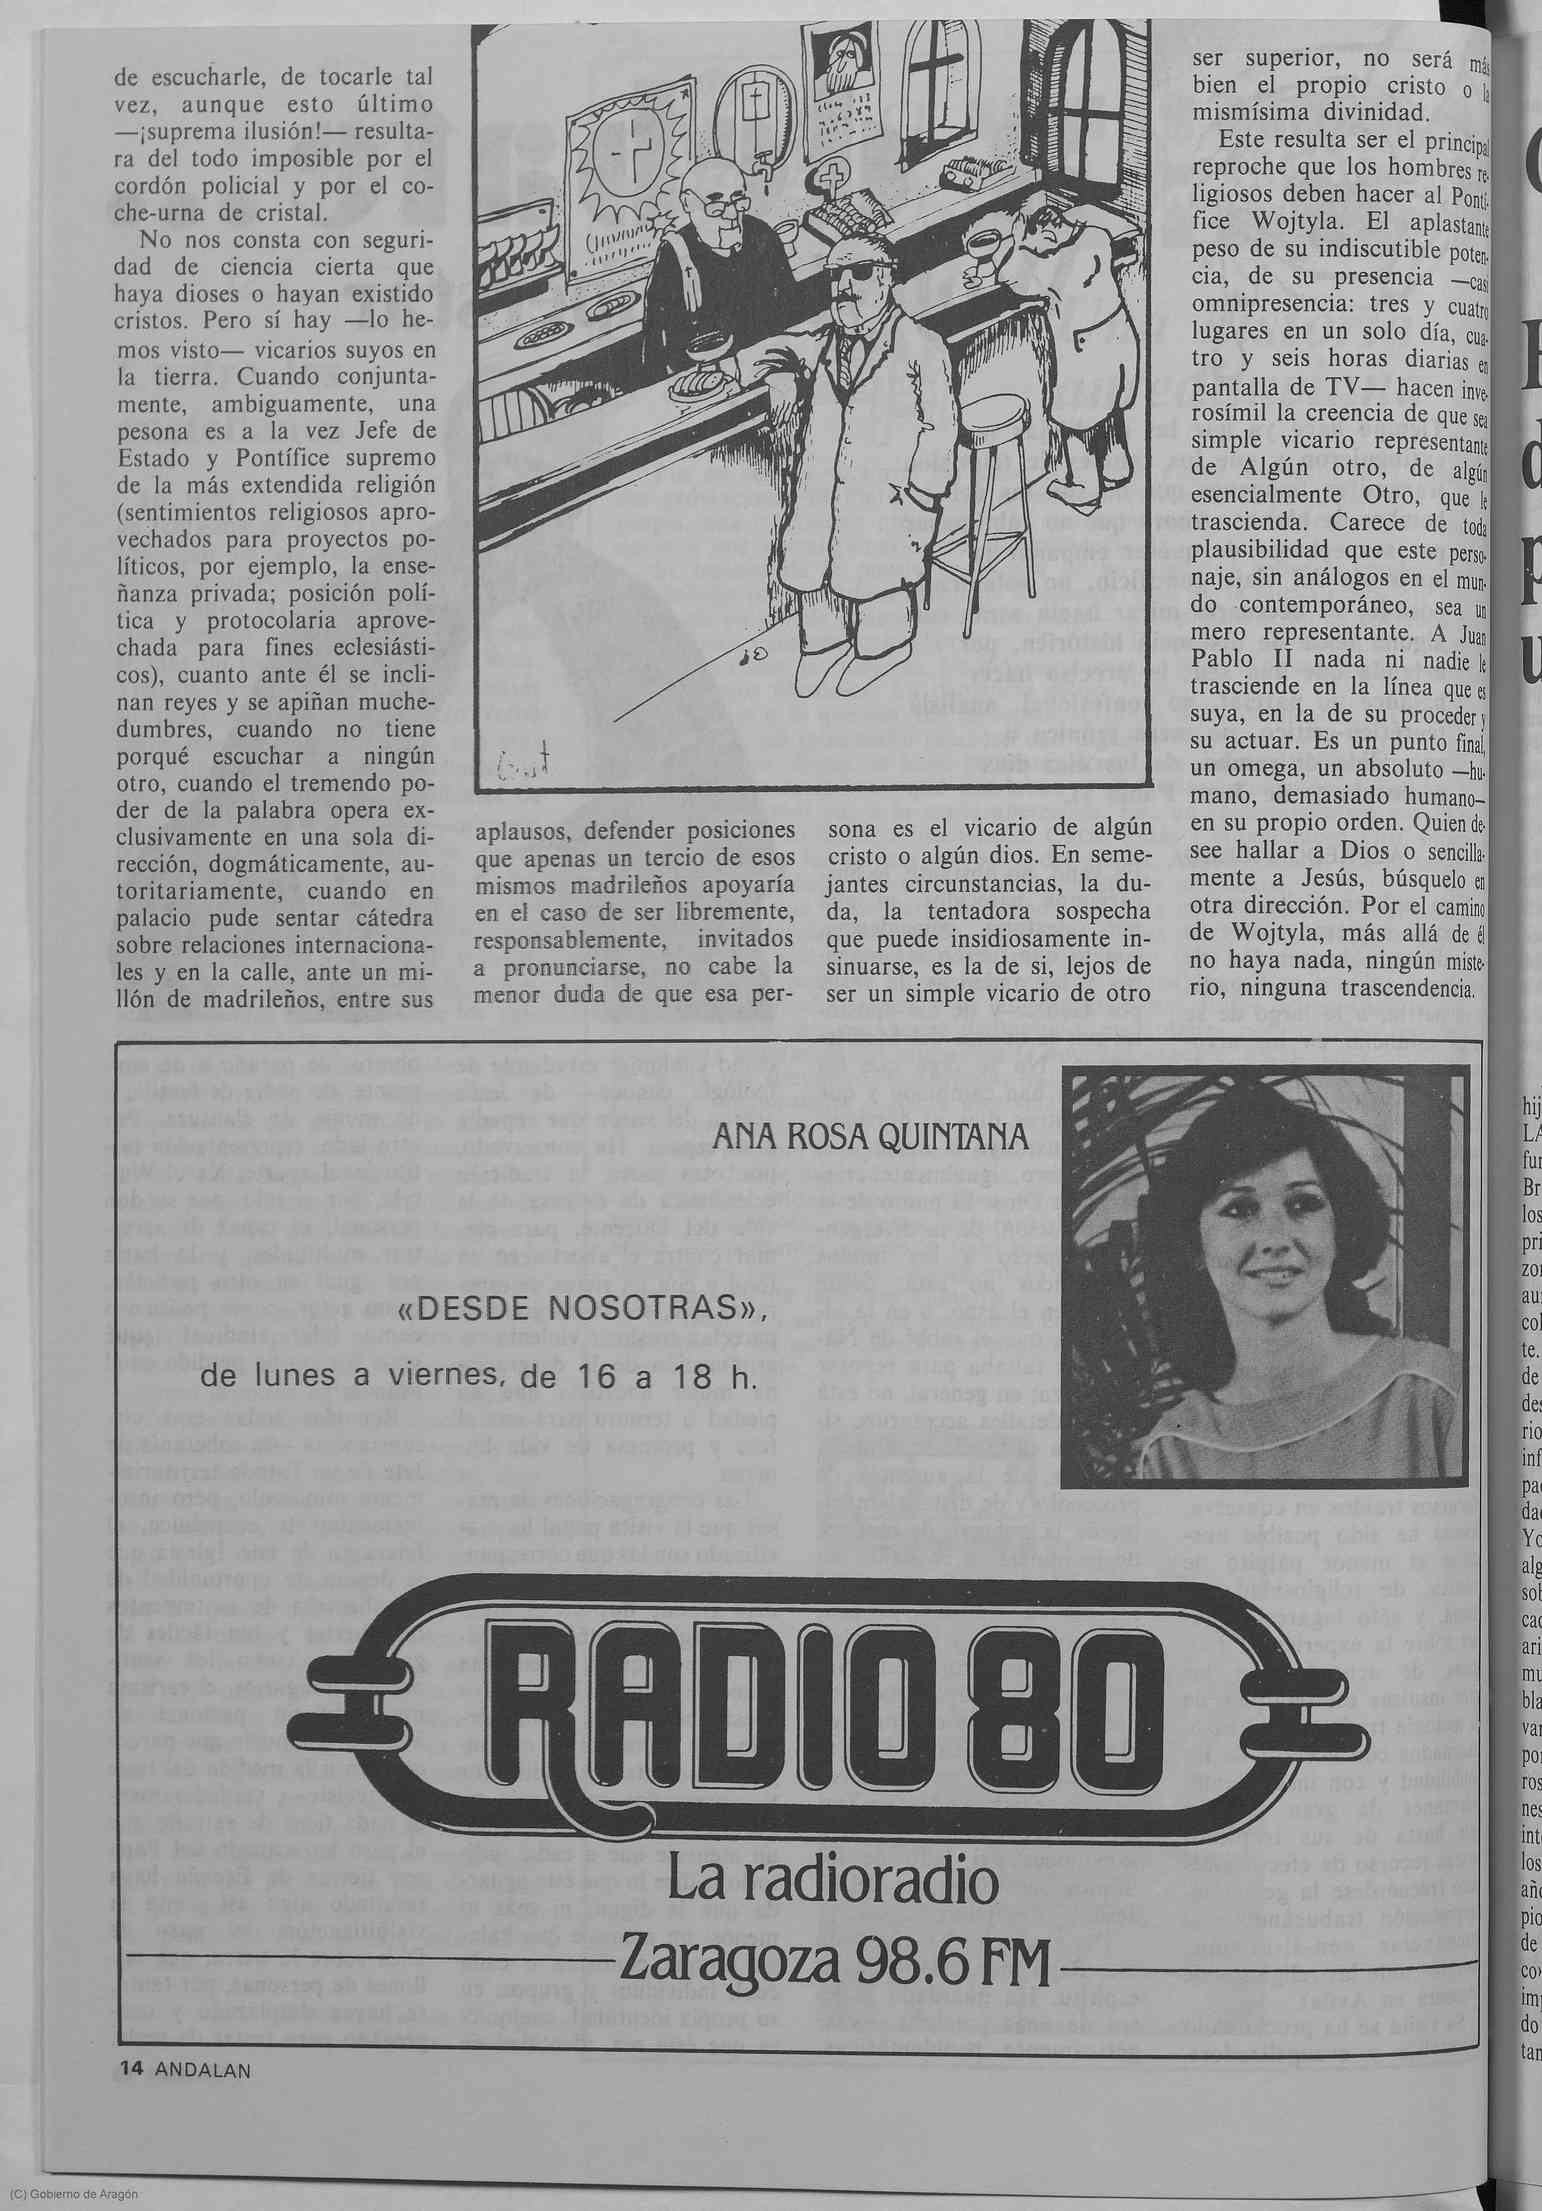 de escucharle, de tocarle tal
vez, aunque esto último
—¡suprema ilusión!— resulta-
ra del todo imposible por el
cordón policial y por el co-
che-urna de cristal.
No nos consta con seguri-
dad de ciencia cierta que
haya dioses o hayan existido
cristos. Pero sí hay —lo he-
mos visto— vicarios suyos en
la tierra. Cuando conjunta-
mente, ambiguamente, una
pesona es a la vez Jefe de
Estado y Pontífice supremo
de la más extendida religión
(sentimientos religiosos apro-
vechados para proyectos po-
líticos, por ejemplo, la ense-
ñanza privada; posición polí-
tica y protocolaria aprove-
chada para fines eclesiásti-
cos), cuanto ante él se incli-
nan reyes y se apiñan muche-
dumbres, cuando no tiene
porqué escuchar a ningún
otro, cuando el tremendo po-
der de la palabra opera ex-
clusivamente en una sola di-
rección, dogmáticamente, au-
toritariamente, cuando en
palacio pude sentar cátedra
sobre relaciones internaciona-
les y en la calle, ante un mi-
llón de madrileños, entre sus
aplausos, defender posiciones
que apenas un tercio de esos
mismos madrileños apoyaría
en el caso de ser libremente,
responsablemente, invitados
a pronunciarse, no cabe la
menor duda de que esa per-
sona es el vicario de algún
cristo o algún dios. En seme-
jantes circunstancias, la du-
da, la tentadora sospecha
que puede insidiosamente in-
sinuarse, es la de si, lejos de
ser un simple vicario de otro
ser superior, no será más
bien el propio cristo o la
mismísima divinidad.
Este resulta ser el principal
reproche que los hombres re-
ligiosos deben hacer al Pontí-
fice Wojtyla. El aplastante
peso de su indiscutible poten-
cia, de su presencia —casi
omnipresencia: tres y cuatro
lugares en un solo día, cua-
tro y seis horas diarias en
pantalla de TV— hacen inve-
rosímil la creencia de que sea
simple vicario representante
de Algún otro, de algún
esencialmente Otro, que le
trascienda. Carece de toda
plausibilidad que este perso-
naje, sin análogos en el mun-
do contemporáneo, sea un
mero representante. A Juan
Pablo II nada ni nadie le
trasciende en la línea que es
suya, en la de su proceder y
su actuar. Es un punto final,
un omega, un absoluto —hu-
mano, demasiado humano—
en su propio orden. Quien de-
see hallar a Dios o sencilla-
mente a Jesús, búsquelo en
otra dirección. Por el camino
de Wojtyla, más allá de él
no haya nada, ningún miste-
rio, ninguna trascendencia.
ANA ROSA QUINTANA
«DESDE NOSOTRAS»,
de lunes a viernes, de 16 a 18 h.
RADIO 80
La radioradio
Zaragoza 98.6 FM
14 ANDALAN
(C) Gobierno de Aragón